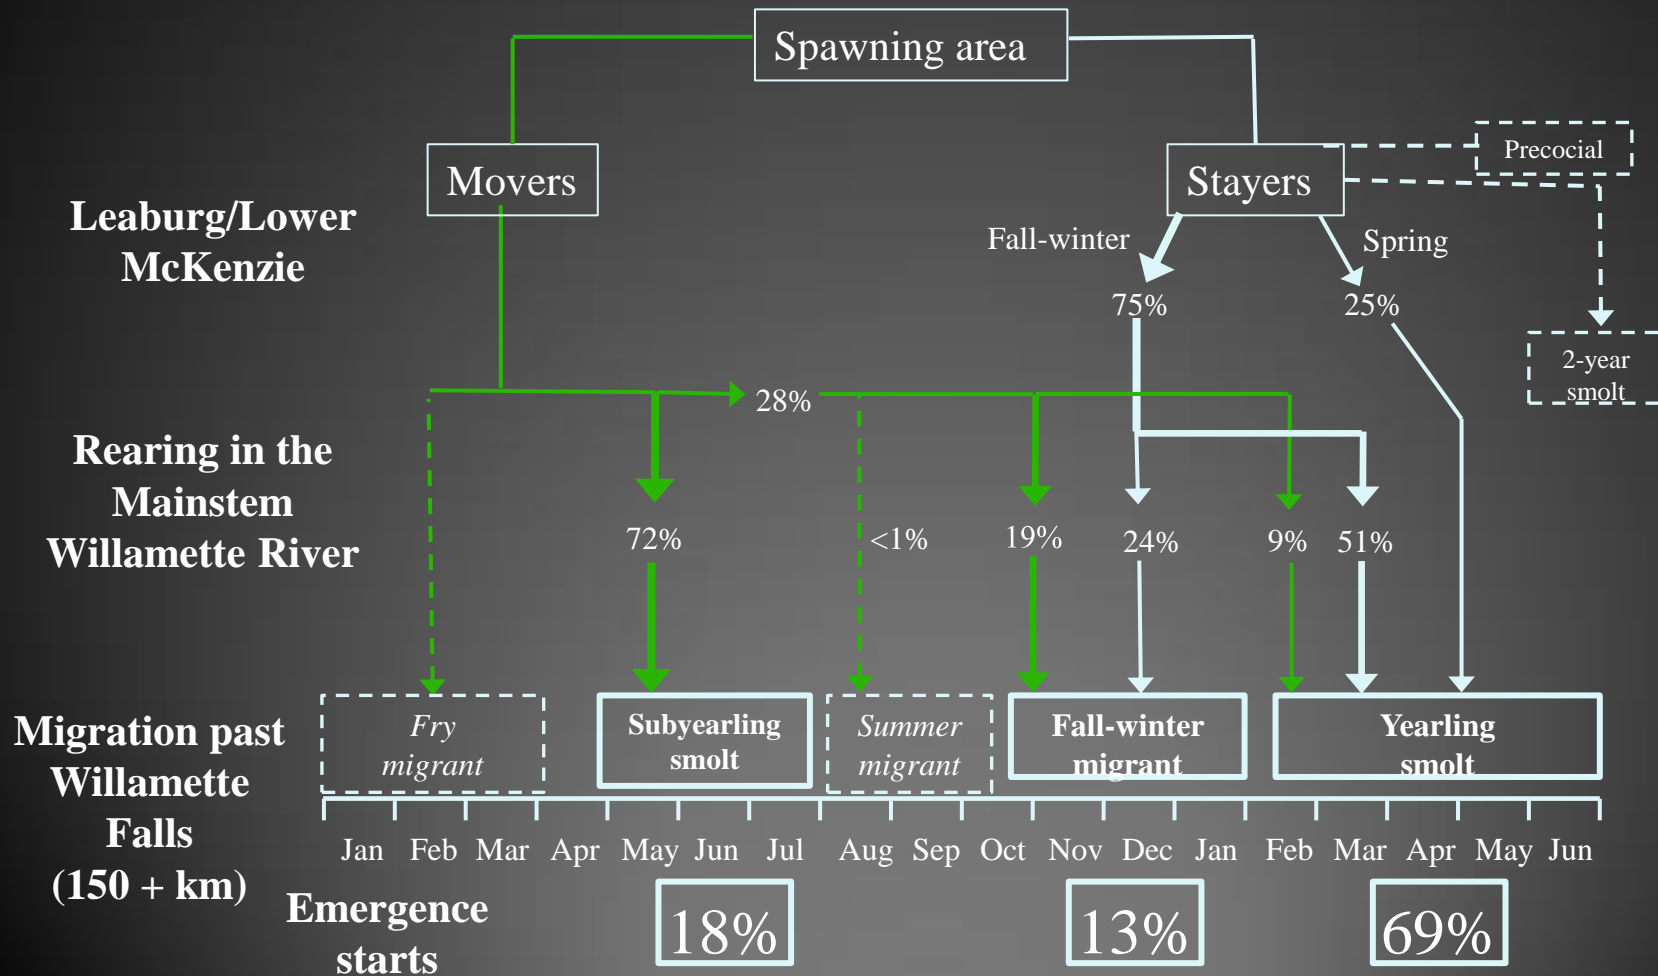 Spawning area
Movers
Stayers
Precocial
Leaburg/Lower
McKenzie
Fall-winter
Spring
75%
25%
2-year
smolt
28%
Rearing in the
Mainstem
Willamette River
72%
<1%
19%
24%
9%
51%
Migration past
Willamette
Falls
(150 + km)
Fry
migrant
Subyearling
smolt
Summer
migrant
Fall-winter
migrant
Yearling
smolt
Jan Feb Mar Apr May Jun Jul Aug Sep Oct Nov Dec Jan Feb Mar Apr May Jun
Emergence
starts
18%
13%
69%